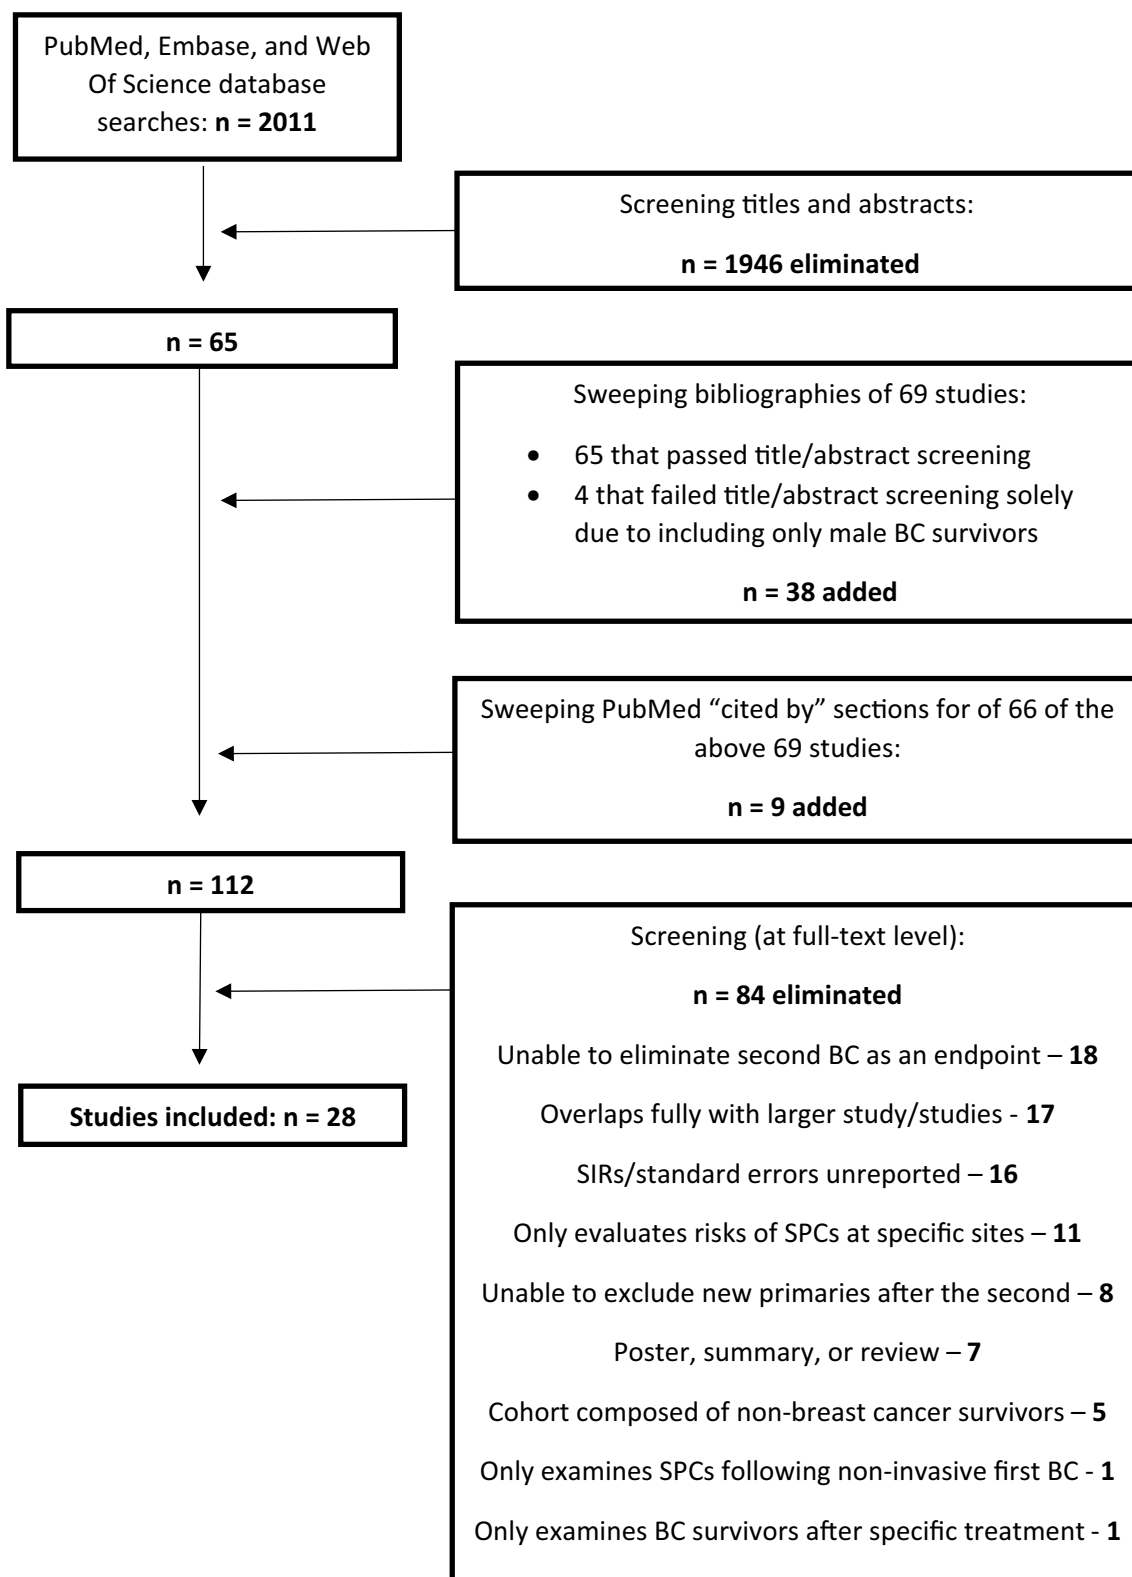 PubMed, Embase, and Web
Of Science database
searches: n = 2011
Screening titles and abstracts:
n = 1946 eliminated
n = 65
Sweeping bibliographies of 69 studies:
• 65 that passed title/abstract screening
• 4 that failed title/abstract screening solely
due to including only male BC survivors
n = 38 added
Sweeping PubMed “cited by” sections for of 66 of the
above 69 studies:
n = 9 added
n = 112
Screening (at full-text level):
n = 84 eliminated
Unable to eliminate second BC as an endpoint – 18
Overlaps fully with larger study/studies - 17
SIRs/standard errors unreported – 16
Only evaluates risks of SPCs at specific sites – 11
Unable to exclude new primaries after the second – 8
Poster, summary, or review – 7
Cohort composed of non-breast cancer survivors – 5
Only examines SPCs following non-invasive first BC - 1
Only examines BC survivors after specific treatment - 1
Studies included: n = 28